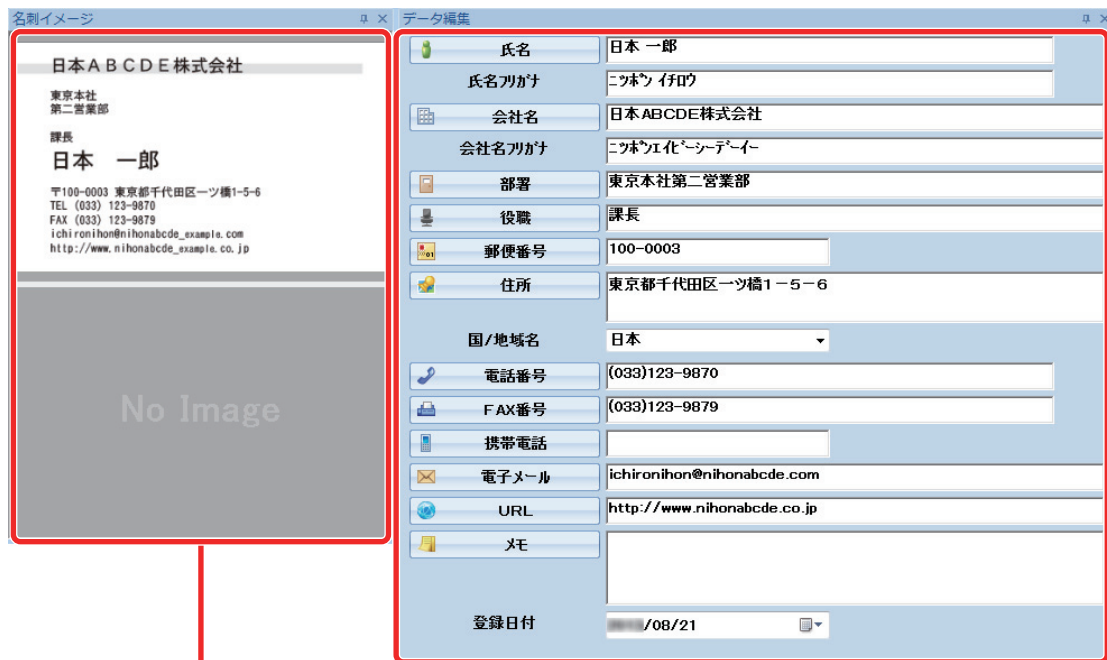 名刺イメージ
日本ＡＢＣＤＥ株式会社
東京本社
第二営業部
課長
日本　一郎
〒100-0003 東京都千代田区一ツ橋1-5-6
TEL (033) 123-9870
FAX (033) 123-9879
ichironihon@nihonabcde_example.com
http://www.nihonabcde_example.co.jp
No Image
データ編集
氏名 日本 一郎
氏名フリガナ ニッポン イチロウ
会社名 日本ABCDE株式会社
会社名フリガナ ニッポンエイビーシーディイー
部署 東京本社第二営業部
役職 課長
郵便番号 100-0003
住所 東京都千代田区一ツ橋１－５－６
国/地域名 日本
電話番号 (033)123-9870
ＦAX番号 (033)123-9879
携帯電話
電子メール ichironihon@nihonabcde.com
URL http://www.nihonabcde.co.jp
メモ
登録日付 /08/21